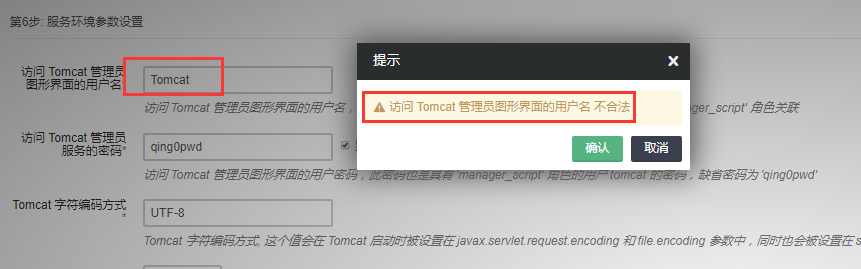 第6步: 服务环境参数设置
提示
访问 Tomcat 管理员
图形界面的用户名
Tomcat
访问 Tomcat 管理员图形界面的用户名 不合法
访问 Tomcat 管理员图形界面的用户名，
nager_script' 角色关联
确认
取消
访问 Tomcat 管理员
服务的密码*
qing0pwd
访问 Tomcat 管理员图形界面的用户密码，此密码也是具有 'manager_script' 角色的用户 tomcat 的密码，缺省密码为 'qing0pwd'
Tomcat 字符编码方式
*
UTF-8
Tomcat 字符编码方式, 这个值会在 Tomcat 启动时被设置在 javax.servlet.request.encoding 和 file.encoding 参数中，同时也会被设置在 s